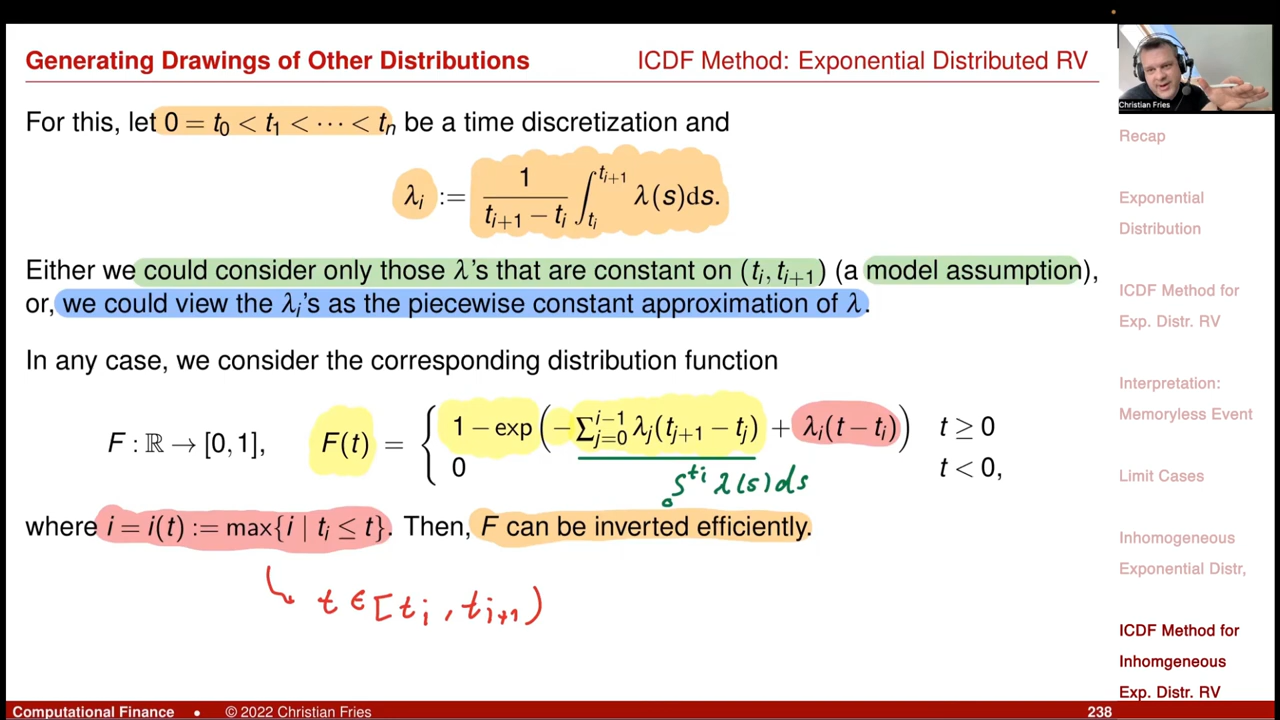 Generating Drawings of Other Distributions
ICDF Method: Exponential Distributed RV
Christian Fries
For this, let 0 = t₀ < t₁ < ··· < tₙ be a time discretization and
λᵢ := 1/(tᵢ₊₁ − tᵢ) ∫_{tᵢ}^{tᵢ₊₁} λ(s)ds.
Either we could consider only those λ's that are constant on (tᵢ, tᵢ₊₁) (a model assumption),
or, we could view the λᵢ's as the piecewise constant approximation of λ.
In any case, we consider the corresponding distribution function
F : ℝ → [0, 1], F(t) = { 1 − exp(−Σ_{j=0}^{i−1} λⱼ(tⱼ₊₁ − tⱼ) + λᵢ(t − tᵢ)) t ≥ 0
0 t < 0,
∫₀^{tᵢ} λ(s)ds
where i = i(t) := max{i | tᵢ ≤ t}. Then, F can be inverted efficiently.
t ∈ [tᵢ, tᵢ₊₁)
Recap
Exponential
Distribution
ICDF Method for
Exp. Distr. RV
Interpretation:
Memoryless Event
Limit Cases
Inhomogeneous
Exponential Distr,
ICDF Method for
Inhomgeneous
Exp. Distr. RV
Computational Finance • © 2022 Christian Fries
238